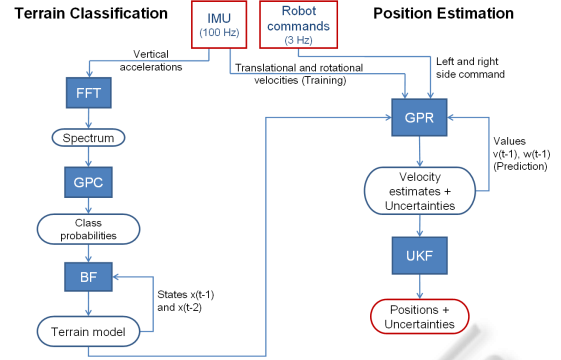 Terrain Classification
IMU
(100 Hz)
Robot
commands
(3 Hz)
Position Estimation
Vertical
accelerations
Translational and rotational
velocities (Training)
Left and right
side command
FFT
GPR
Spectrum
Values
v(t-1), w(t-1)
(Prediction)
GPC
Velocity
estimates +
Uncertainties
Class
probabilities
UKF
BF
States x(t-1)
and x(t-2)
Positions +
Uncertainties
Terrain model